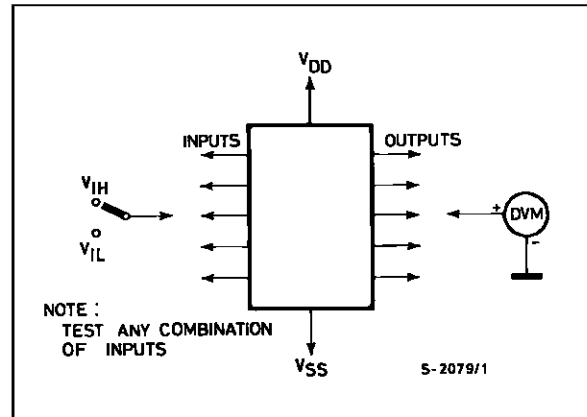 VDD
INPUTS
OUTPUTS
VIH
VIL
+
DVM
-
NOTE :
TEST ANY COMBINATION
OF INPUTS
VSS
S-2079/1